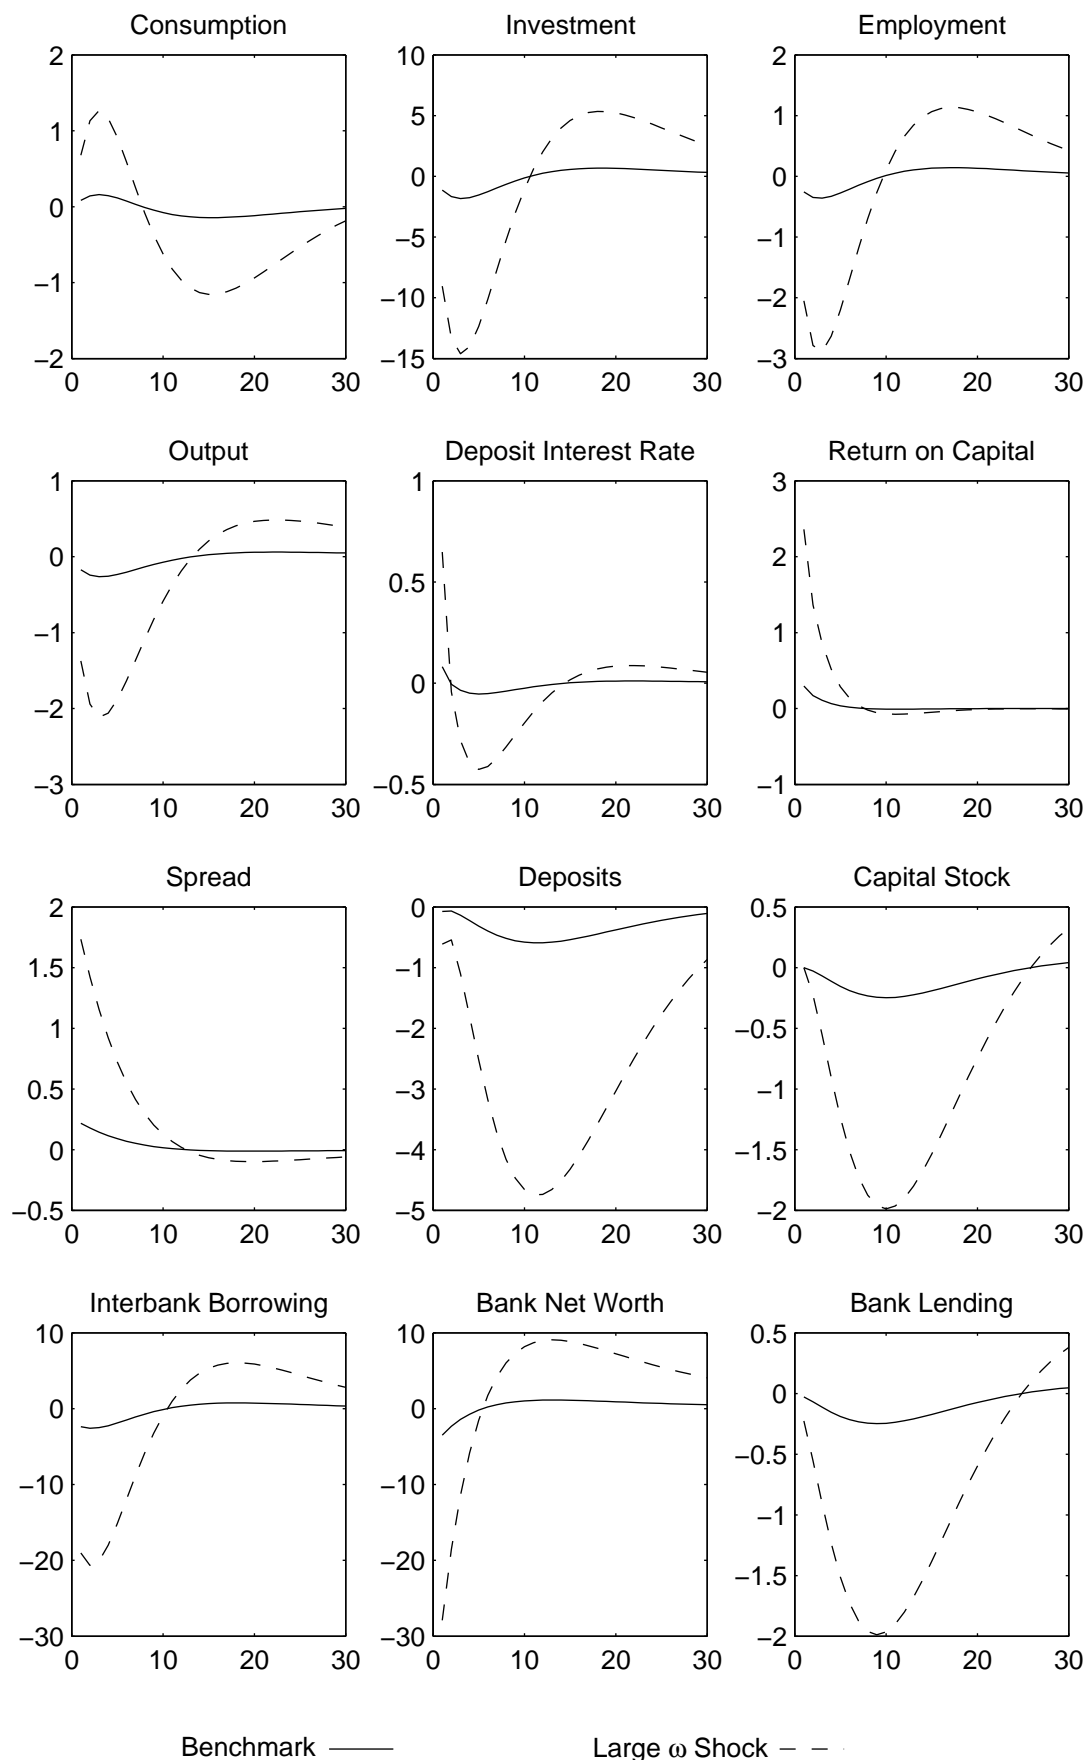 Consumption
Investment
Employment
2
1
0
−1
−2
0 10 20 30
10
5
0
−5
−10
−15
0 10 20 30
2
1
0
−1
−2
−3
0 10 20 30
Output
Deposit Interest Rate
Return on Capital
1
0
−1
−2
−3
0 10 20 30
1
0.5
0
−0.5
0 10 20 30
3
2
1
0
−1
0 10 20 30
Spread
Deposits
Capital Stock
2
1.5
1
0.5
0
−0.5
0 10 20 30
0
−1
−2
−3
−4
−5
0 10 20 30
0.5
0
−0.5
−1
−1.5
−2
0 10 20 30
Interbank Borrowing
Bank Net Worth
Bank Lending
10
0
−10
−20
−30
0 10 20 30
10
0
−10
−20
−30
0 10 20 30
0.5
0
−0.5
−1
−1.5
−2
0 10 20 30
Benchmark
Large ω Shock